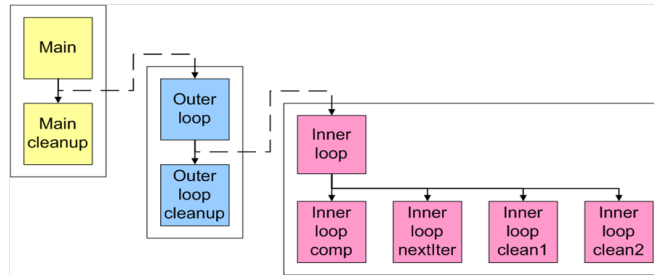 Main
Main
cleanup
Outer
loop
Outer
loop
cleanup
Inner
loop
Inner
loop
comp
Inner
loop
nextIter
Inner
loop
clean1
Inner
loop
clean2